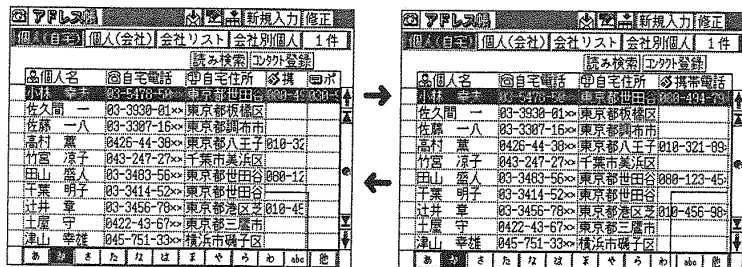 アドレス帳 新規入力 修正
個人(自宅) 個人(会社) 会社リスト 会社別個人 1件
読み検索 コンタクト登録
個人名 自宅電話 自宅住所 携 ポ
小林 03-5478-5 東京都世田谷
佐久間 一 03-3930-01×× 東京都板橋区
佐藤 一八 03-3307-16×× 東京都調布市
高村 薫 0426-44-38×× 東京都八王子 010-32
竹宮 涼子 043-247-27×× 千葉市美浜区
田山 盛人 03-3483-56×× 東京都世田谷 080-12
千葉 明子 03-3414-52×× 東京都世田谷
辻井 章 03-3456-78×× 東京都港区芝 010-45
土屋 守 0422-43-67×× 東京都三鷹市
津山 幸雄 045-751-33×× 横浜市磯子区
あ か さ た な は ま や ら わ abc 他
アドレス帳 新規入力 修正
個人(自宅) 個人(会社) 会社リスト 会社別個人 1件
読み検索 コンタクト登録
個人名 自宅電話 自宅住所 携帯電話
小林 03-5478-5 東京都世田谷
佐久間 一 03-3930-01×× 東京都板橋区
佐藤 一八 03-3307-16×× 東京都調布市
高村 薫 0426-44-38×× 東京都八王子 010-321-89
竹宮 涼子 043-247-27×× 千葉市美浜区
田山 盛人 03-3483-56×× 東京都世田谷 080-123-45
千葉 明子 03-3414-52×× 東京都世田谷
辻井 章 03-3456-78×× 東京都港区芝 010-456-98
土屋 守 0422-43-67×× 東京都三鷹市
津山 幸雄 045-751-33×× 横浜市磯子区
あ か さ た な は ま や ら わ abc 他